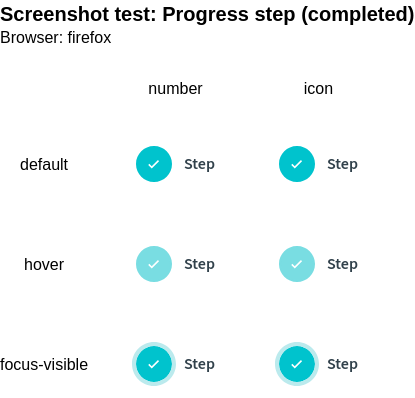 Screenshot test: Progress step (completed)
Browser: firefox
number icon
default Step Step
hover Step Step
focus-visible Step Step